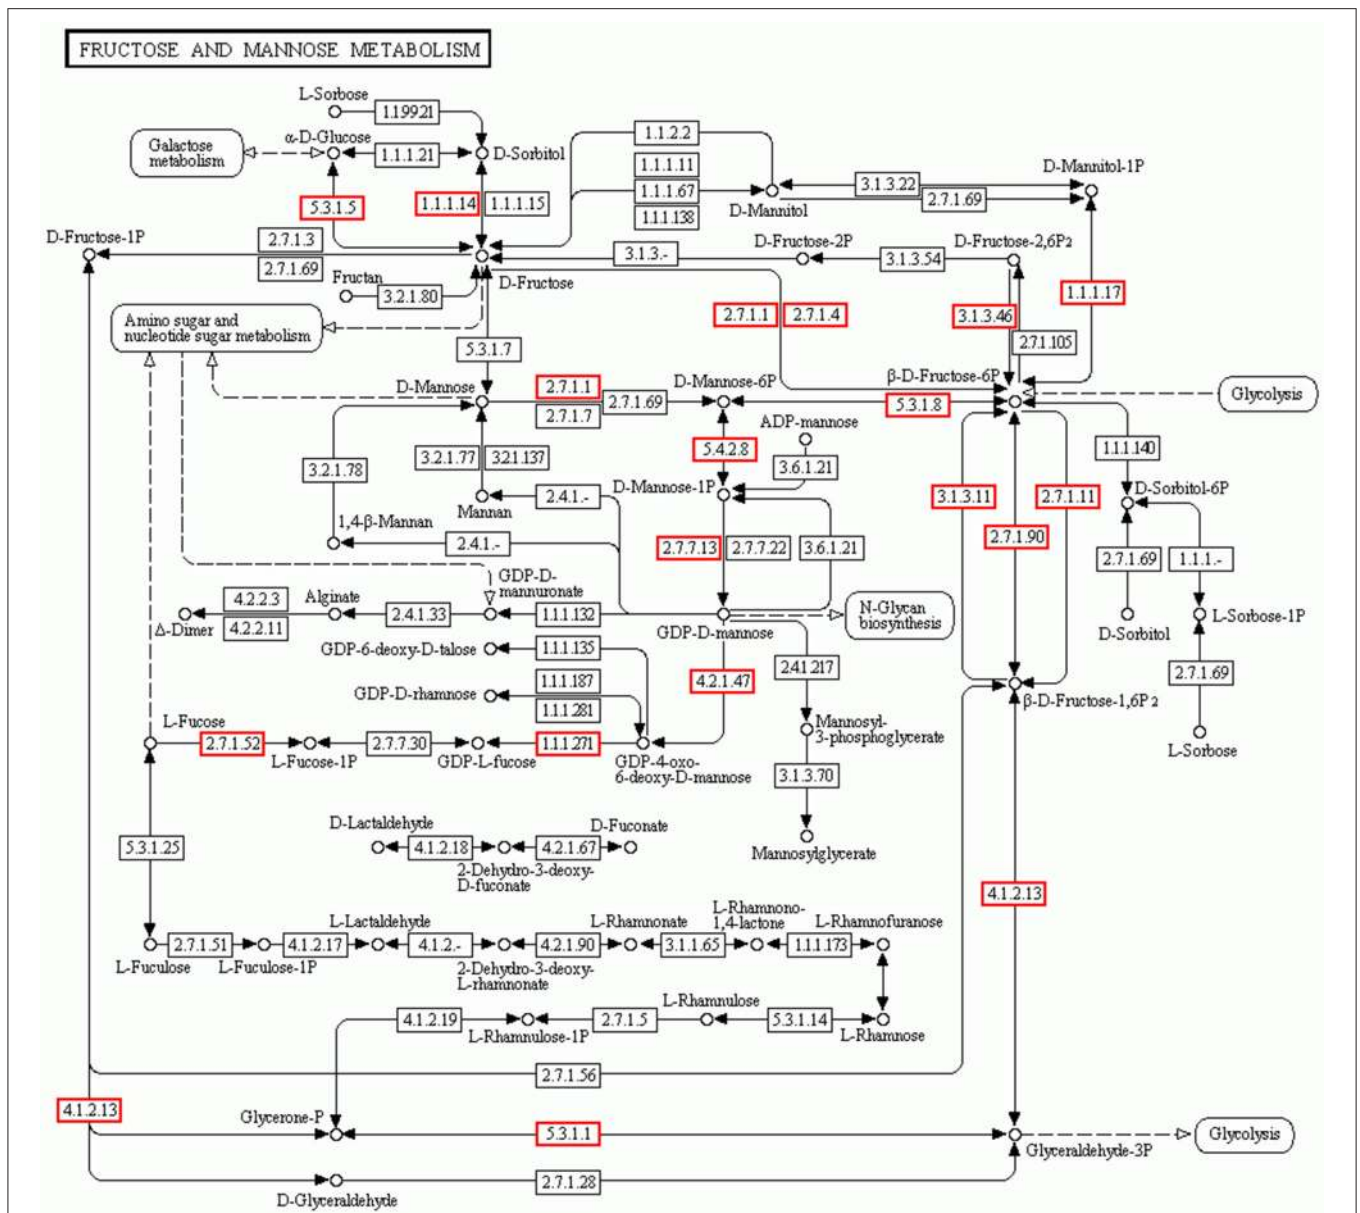 FRUCTOSE AND MANNOSE METABOLISM
L-Sorbose
1.1.99.21
Galactose
metabolism
α-D-Glucose
1.1.1.21
D-Sorbitol
1.1.2.2
1.1.1.11
1.1.1.67
1.1.1.138
D-Mannitol
3.1.3.22
2.7.1.69
D-Mannitol-1P
5.3.1.5
1.1.1.14
1.1.1.15
D-Fructose-1P
2.7.1.3
2.7.1.69
Fructan
3.2.1.80
D-Fructose
3.1.3.-
D-Fructose-2P
3.1.3.54
D-Fructose-2,6P2
1.1.1.17
2.7.1.1
2.7.1.4
3.1.3.46
2.7.1.105
Amino sugar and
nucleotide sugar metabolism
5.3.1.7
D-Mannose
2.7.1.1
2.7.1.7
2.7.1.69
D-Mannose-6P
5.3.1.8
β-D-Fructose-6P
Glycolysis
ADP-mannose
5.4.2.8
3.6.1.21
1.1.1.140
3.2.1.78
3.2.1.77
3.2.1.137
Mannan
2.4.1.-
D-Mannose-1P
3.1.3.11
2.7.1.11
D-Sorbitol-6P
1,4-β-Mannan
2.4.1.-
2.7.7.13
2.7.7.22
3.6.1.21
2.7.1.90
2.7.1.69
1.1.1.-
GDP-D-
mannuronate
4.2.2.3
4.2.2.11
Δ-Dimer
Alginate
2.4.1.33
1.1.1.132
GDP-D-mannose
N-Glycan
biosynthesis
D-Sorbitol
L-Sorbose-1P
GDP-6-deoxy-D-talose
1.1.1.135
2.4.1.217
4.2.1.47
2.7.1.69
GDP-D-rhamnose
1.1.1.187
1.1.1.281
β-D-Fructose-1,6P2
L-Fucose
2.7.1.52
L-Fucose-1P
2.7.7.30
GDP-L-fucose
1.1.1.271
GDP-4-oxo-
6-deoxy-D-mannose
Mannosyl-
3-phosphoglycerate
L-Sorbose
3.1.3.70
Mannosylglycerate
5.3.1.25
D-Lactaldehyde
4.1.2.18
2-Dehydro-3-deoxy-
D-fuconate
4.2.1.67
D-Fuconate
4.1.2.13
L-Fuculose
2.7.1.51
L-Fuculose-1P
4.1.2.17
L-Lactaldehyde
4.1.2.-
2-Dehydro-3-deoxy-
L-rhamnonate
4.2.1.90
L-Rhamnonate
3.1.1.65
L-Rhamnono-
1,4-lactone
1.1.1.173
L-Rhamnofuranose
4.1.2.19
L-Rhamnulose-1P
2.7.1.5
L-Rhamnulose
5.3.1.14
L-Rhamnose
2.7.1.56
4.1.2.13
Glycerone-P
5.3.1.1
Glyceraldehyde-3P
Glycolysis
D-Glyceraldehyde
2.7.1.28